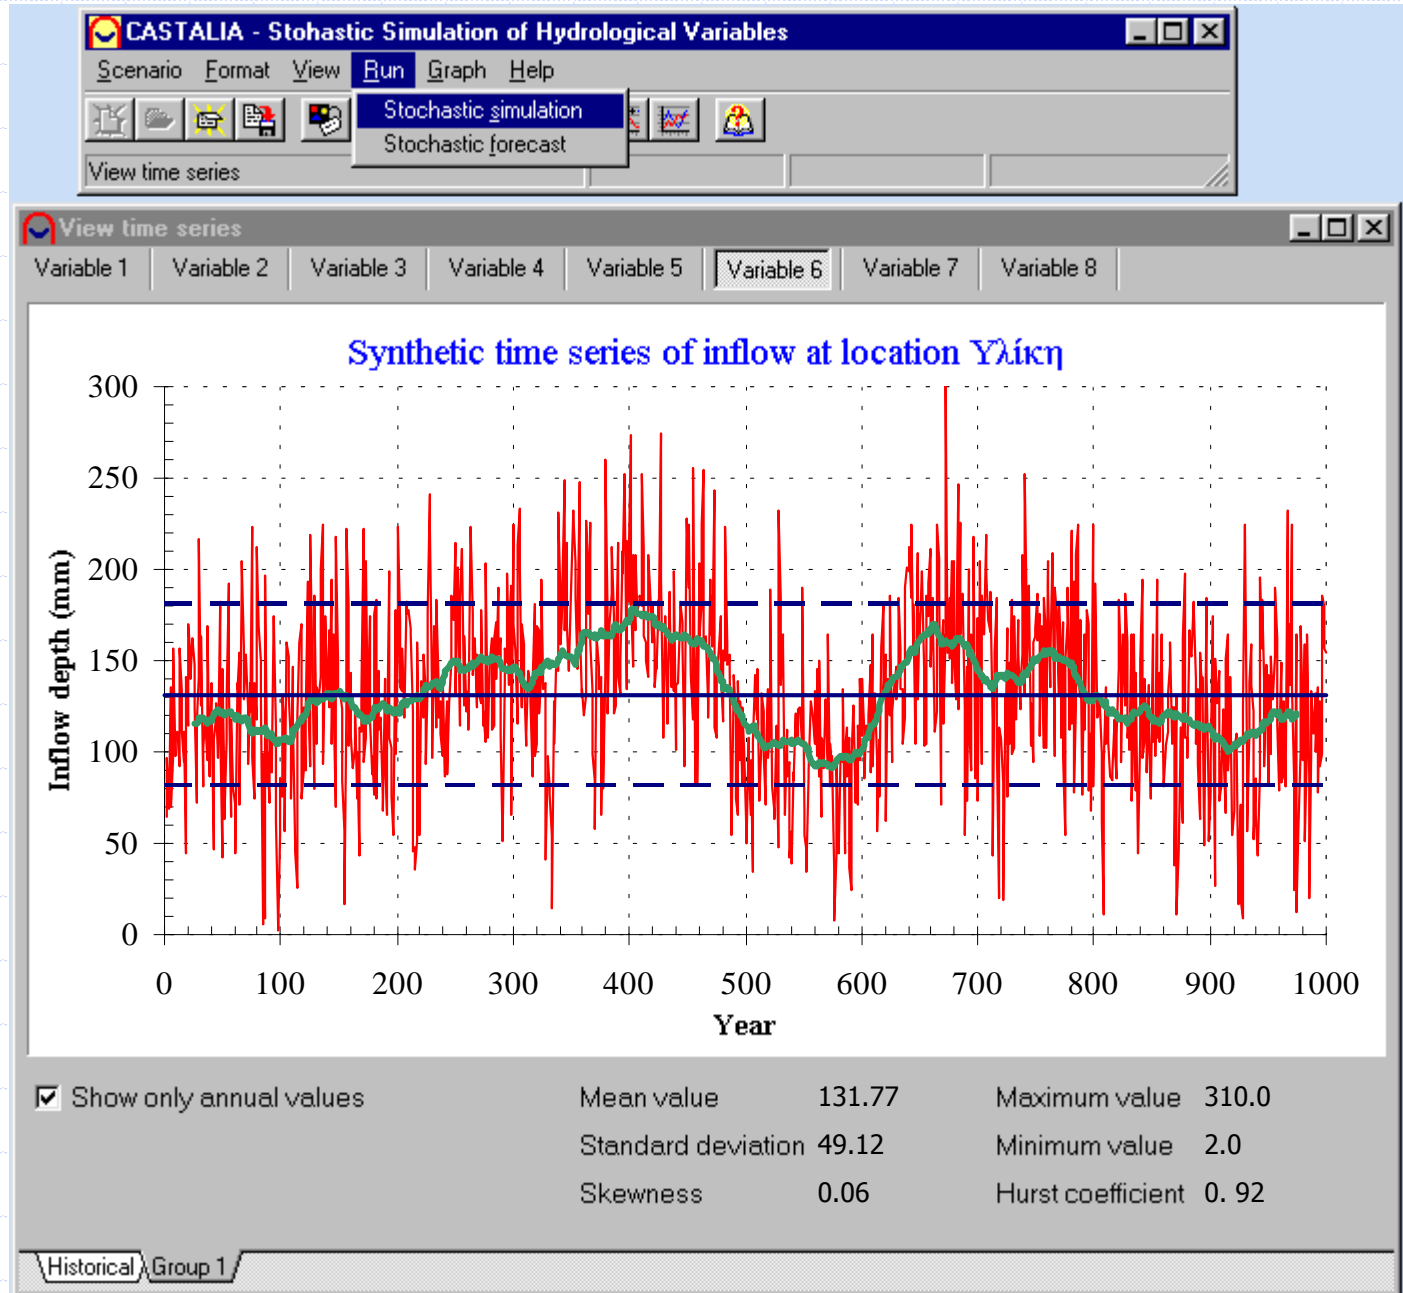 CASTALIA - Stohastic Simulation of Hydrological Variables
Scenario Format View Run Graph Help
Stochastic simulation
Stochastic forecast
View time series
View time series
Variable 1 Variable 2 Variable 3 Variable 4 Variable 5 Variable 6 Variable 7 Variable 8
Synthetic time series of inflow at location Υλίκη
300
250
200
150
100
50
0
Inflow depth (mm)
0 100 200 300 400 500 600 700 800 900 1000
Year
Show only annual values Mean value 131.77 Maximum value 310.0
Standard deviation 49.12 Minimum value 2.0
Skewness 0.06 Hurst coefficient 0. 92
Historical Group 1